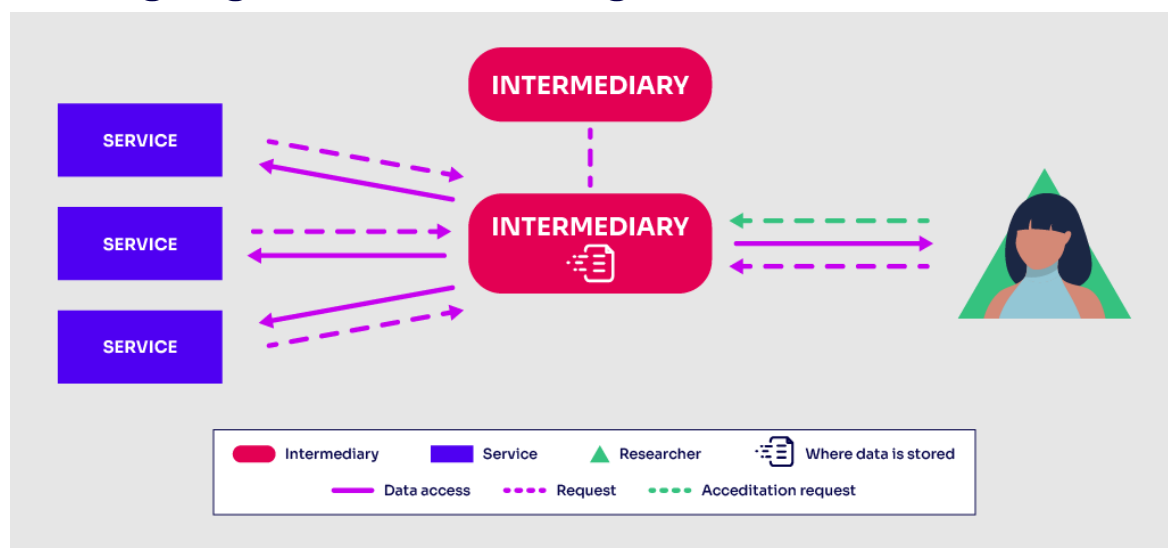 INTERMEDIARY
SERVICE
INTERMEDIARY
SERVICE
SERVICE
Intermediary Service Researcher Where data is stored
Data access Request Acceditation request